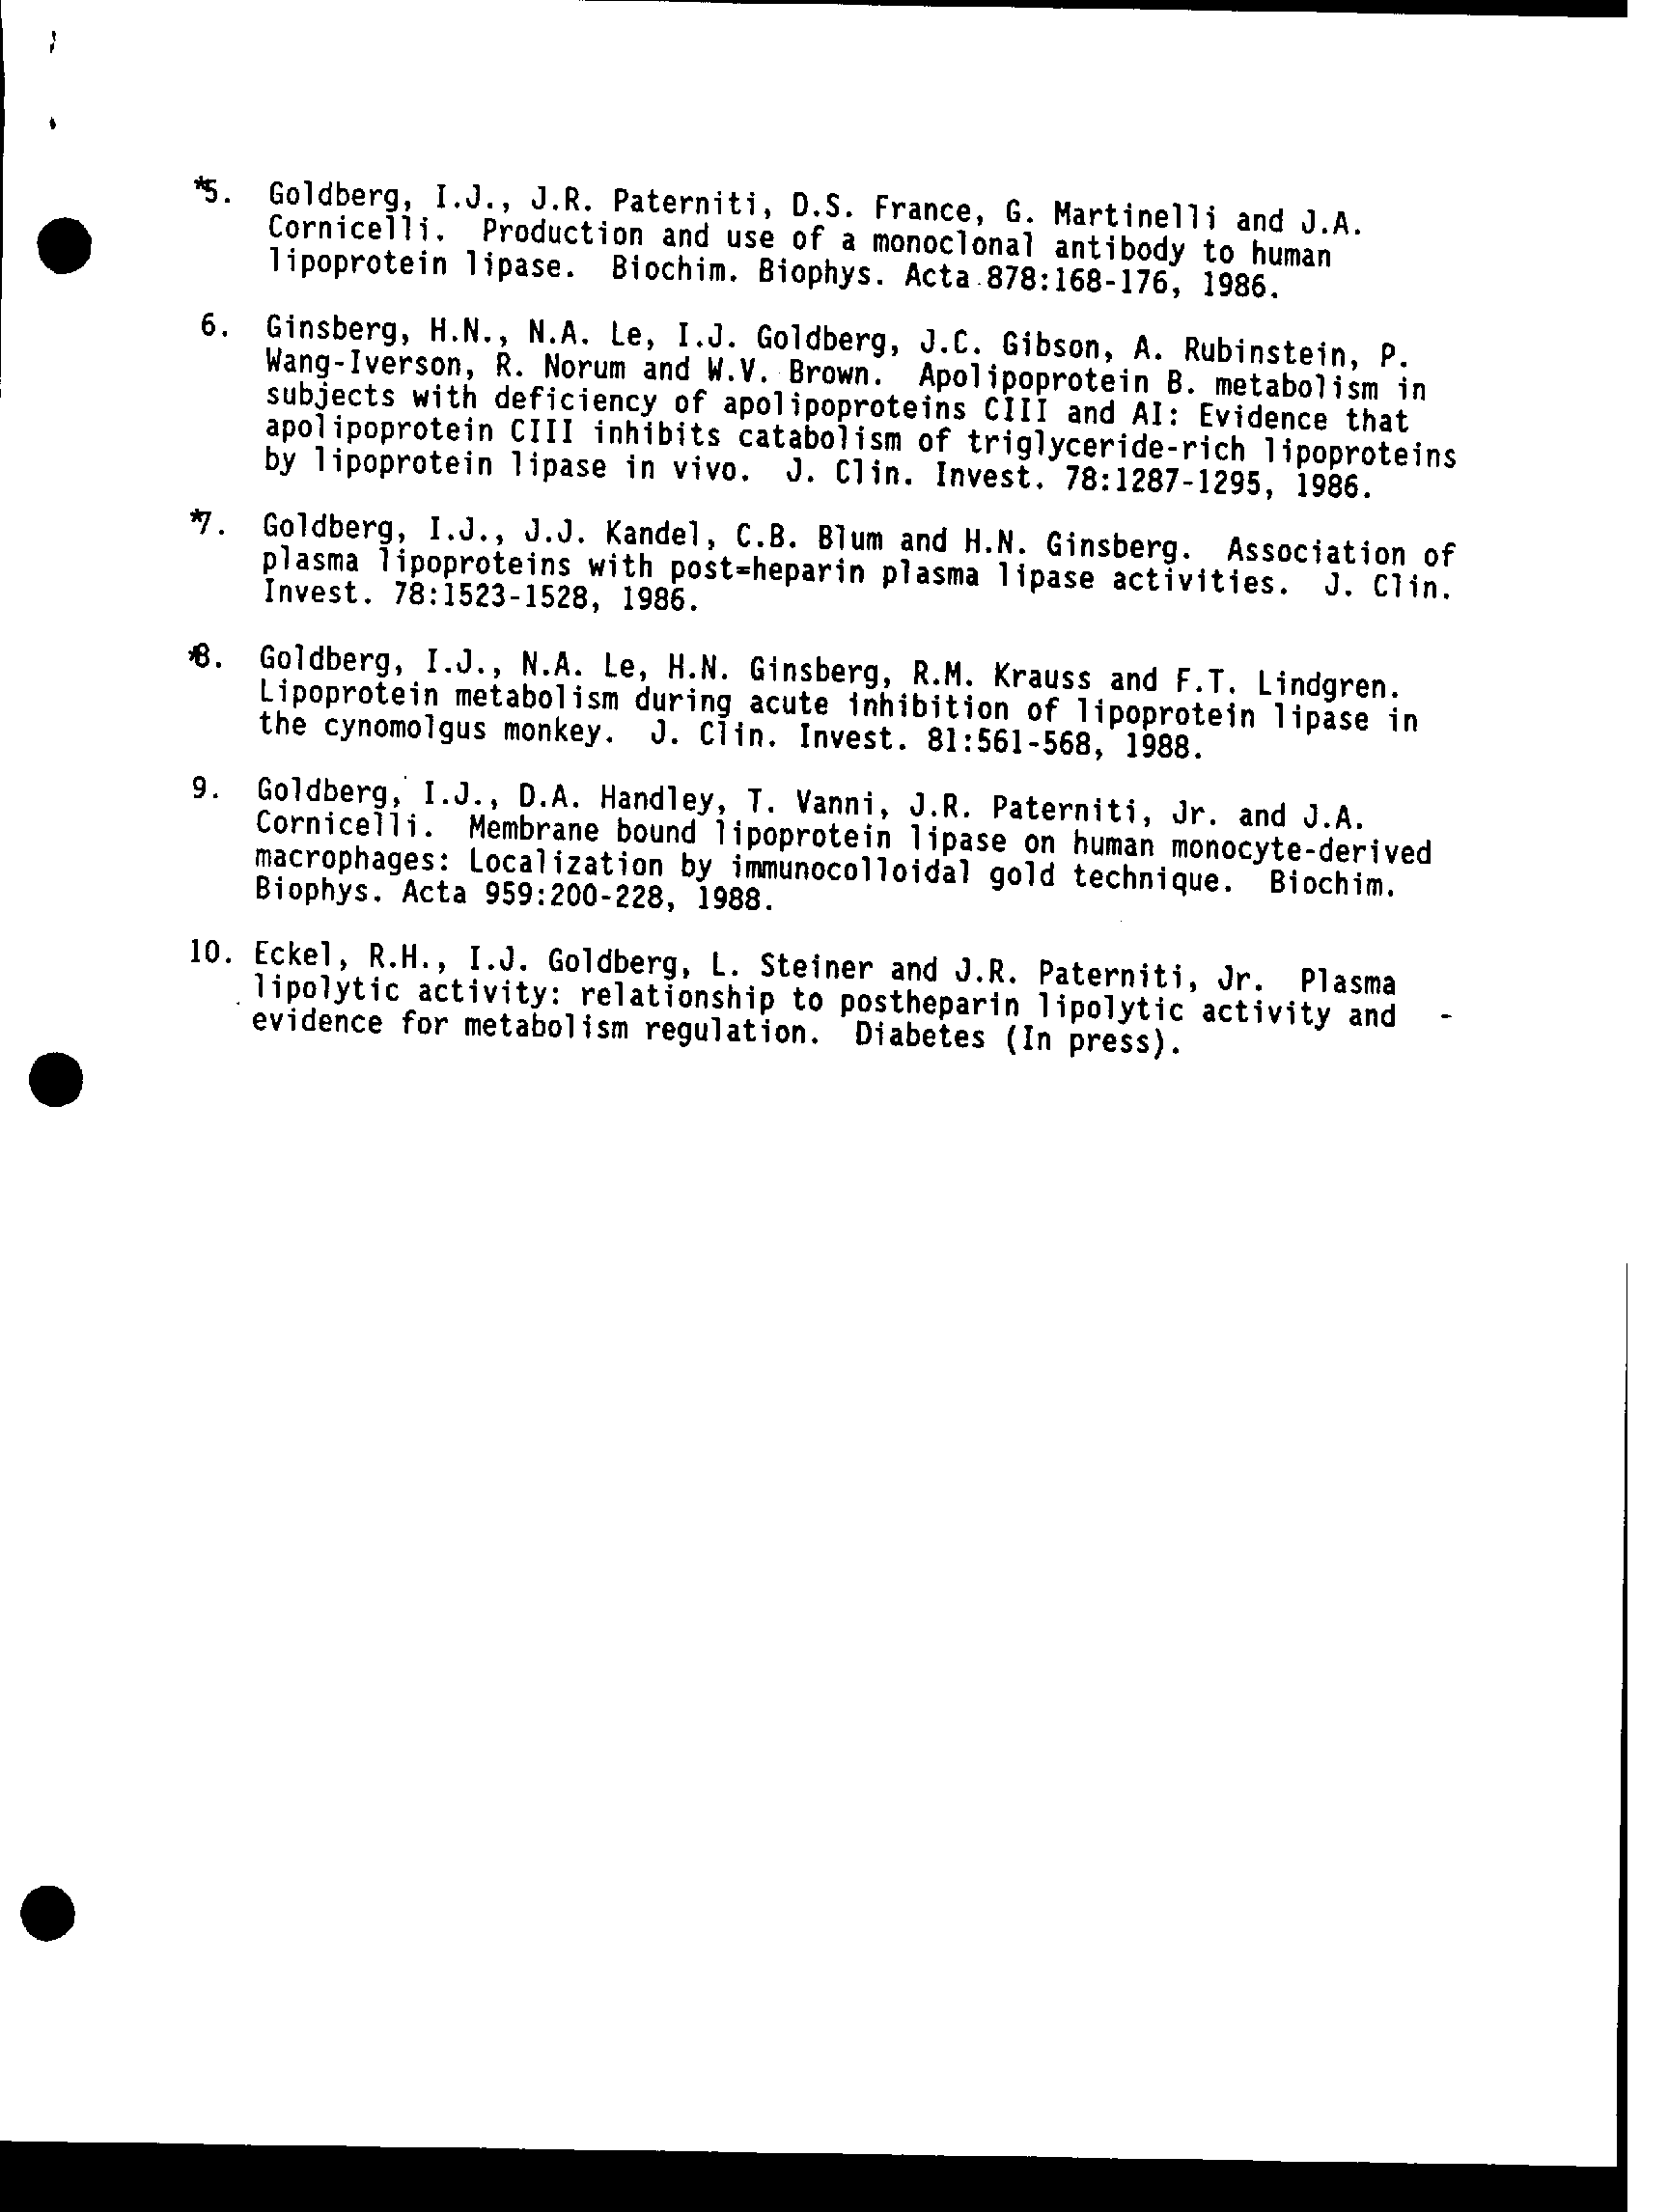 *5. Goldberg, I.J., J.R. Paterniti, D.S. France, G. Martinelli and J.A.
Cornicelli. Production and use of a monoclonal antibody to human
lipoprotein lipase. Biochim. Biophys. Acta 878:168-176, 1986.
6. Ginsberg, H.N., N.A. Le, I.J. Goldberg, J.C. Gibson, A. Rubinstein, P.
Wang-Iverson, R. Norum and W.V. Brown. Apolipoprotein B. metabolism in
subjects with deficiency of apolipoproteins CIII and AI: Evidence that
apolipoprotein CIII inhibits catabolism of triglyceride-rich lipoproteins
by lipoprotein lipase in vivo. J. Clin. Invest. 78:1287-1295, 1986.
*7. Goldberg, I.J., J.J. Kandel, C.B. Blum and H.N. Ginsberg. Association of
plasma lipoproteins with post=heparin plasma lipase activities. J. Clin.
Invest. 78:1523-1528, 1986.
*8. Goldberg, I.J., N.A. Le, H.N. Ginsberg, R.M. Krauss and F.T. Lindgren.
Lipoprotein metabolism during acute inhibition of lipoprotein lipase in
the cynomolgus monkey. J. Clin. Invest. 81:561-568, 1988.
9. Goldberg, I.J., D.A. Handley, T. Vanni, J.R. Paterniti, Jr. and J.A.
Cornicelli. Membrane bound lipoprotein lipase on human monocyte-derived
macrophages: Localization by immunocolloidal gold technique. Biochim.
Biophys. Acta 959:200-228, 1988.
10. Eckel, R.H., I.J. Goldberg, L. Steiner and J.R. Paterniti, Jr. Plasma
lipolytic activity: relationship to postheparin lipolytic activity and -
evidence for metabolism regulation. Diabetes (In press).